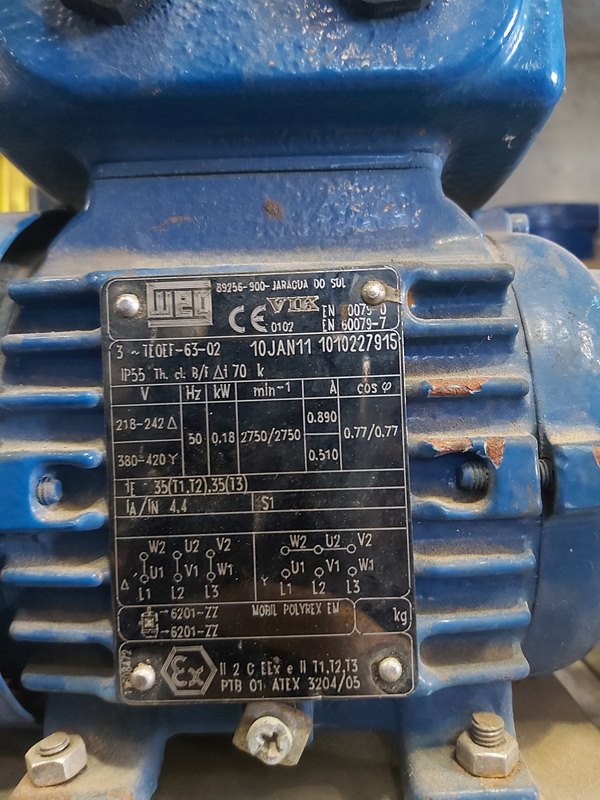 WEG
89256-900-JARAGUA DO SUL
VIK
CE 0102
EN 60079-0
EN 60079-7
3 ~ TE0EF-63-02 10JAN11 1010227915
IP55 Th. cl. B/F Δt 70 k
V Hz kW min-1 A cos φ
218-242 Δ 50 0.18 2750/2750 0.890 0.77/0.77
380-420 Y 0.510
tE 35(T1,T2).35(T3)
IA/IN 4.4 S1
W2 U2 V2 W2 U2 V2
U1 V1 W1 U1 V1 W1
Δ L1 L2 L3 Y L1 L2 L3
→6201-ZZ MOBIL POLYREX EM kg
→6201-ZZ
Ex II 2 G EEx e II T1,T2,T3
PTB 01 ATEX 3204/05